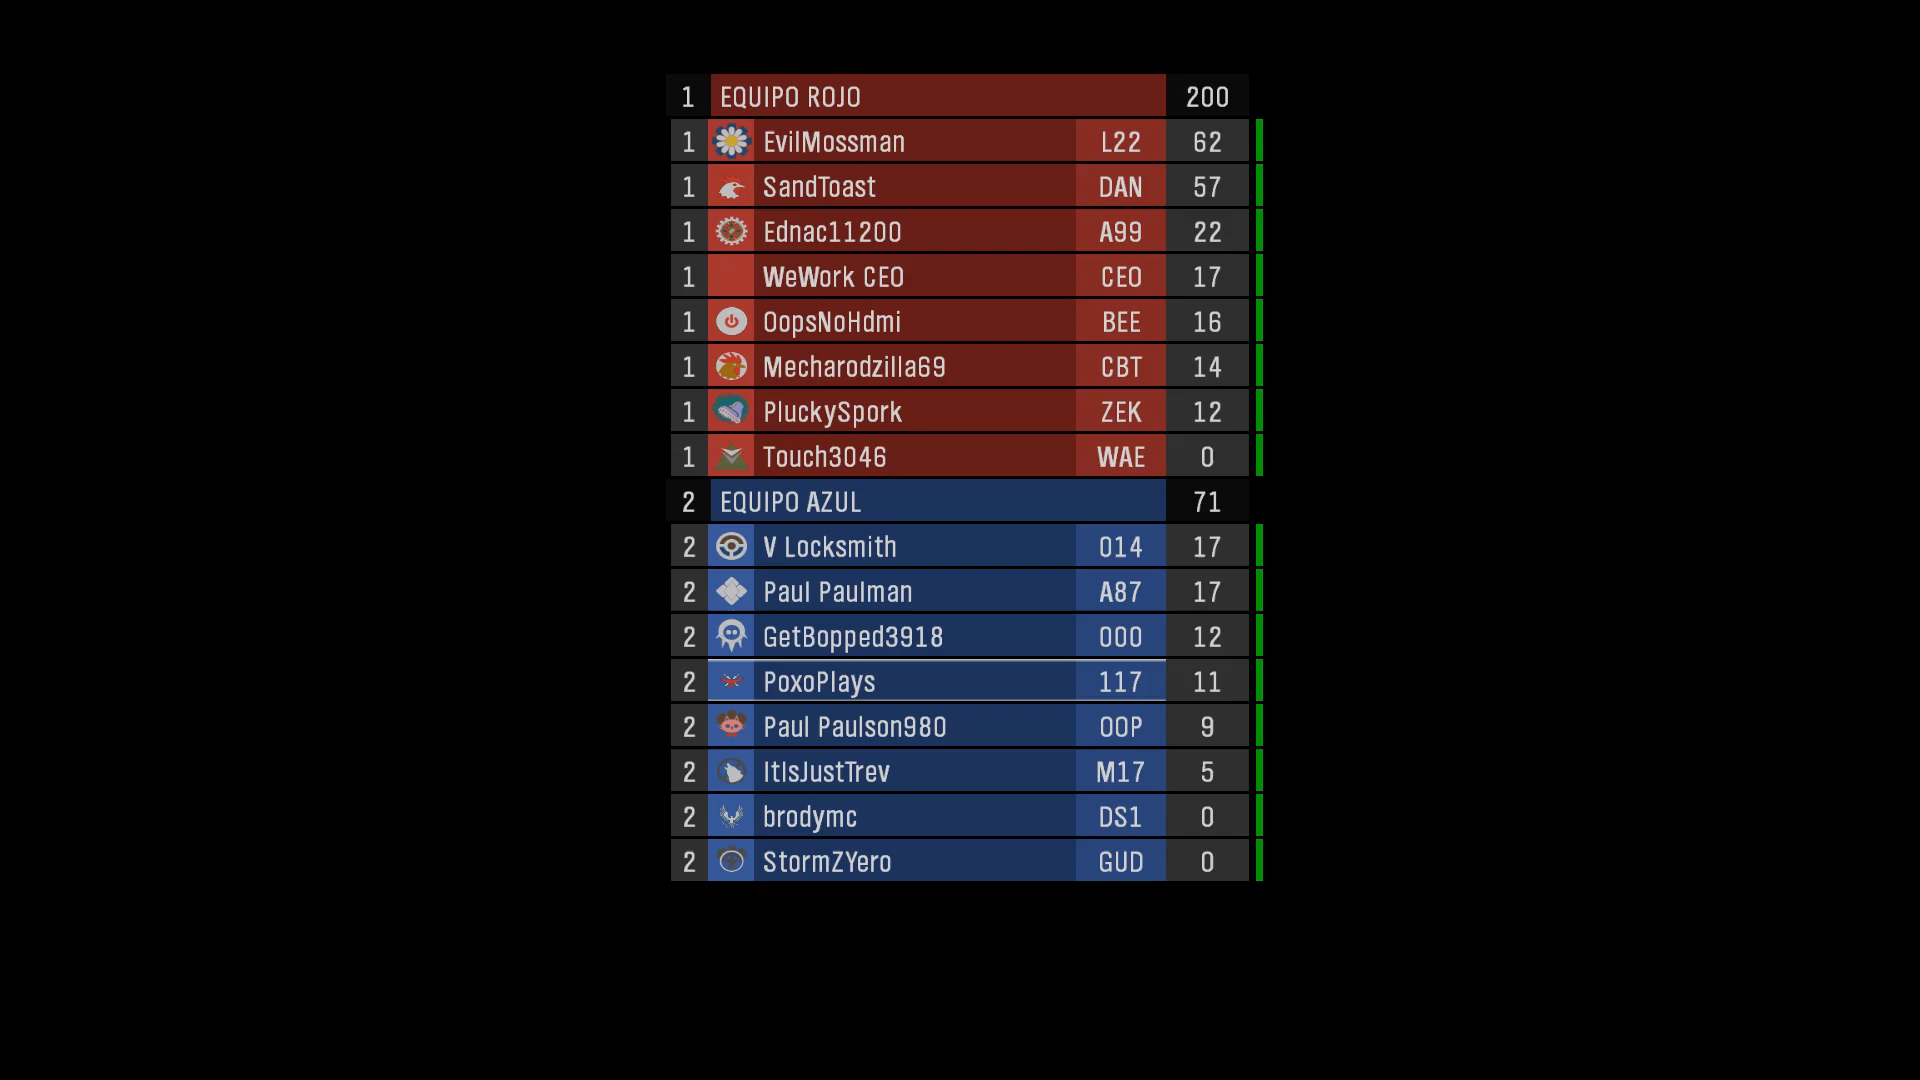 1 EQUIPO ROJO 200
1 EvilMossman L22 62
1 SandToast DAN 57
1 Ednac11200 A99 22
1 WeWork CEO CEO 17
1 OopsNoHdmi BEE 16
1 Mecharodzilla69 CBT 14
1 PluckySpork ZEK 12
1 Touch3046 WAE 0
2 EQUIPO AZUL 71
2 V Locksmith 014 17
2 Paul Paulman A87 17
2 GetBopped3918 000 12
2 PoxoPlays 117 11
2 Paul Paulson980 OOP 9
2 ItIsJustTrev M17 5
2 brodymc DS1 0
2 StormZYero GUD 0